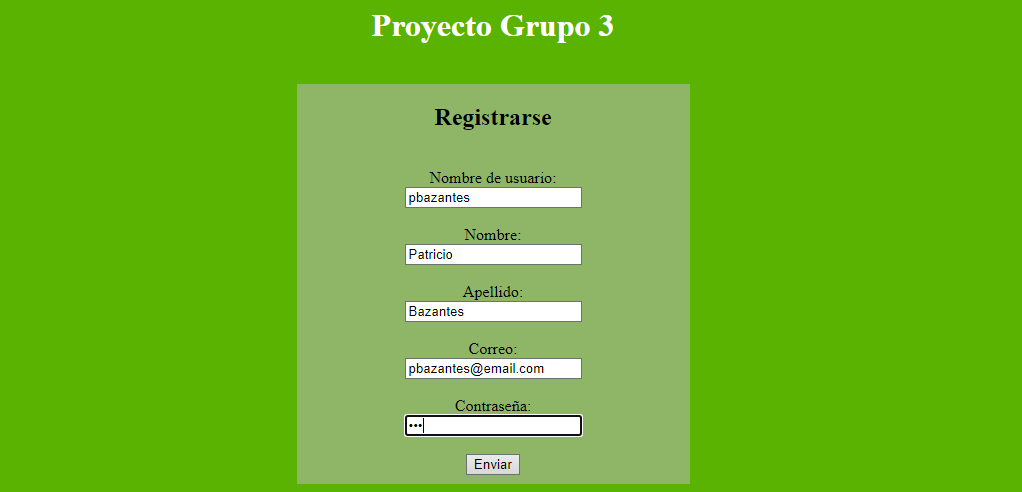 Proyecto Grupo 3
Registrarse
Nombre de usuario:
pbazantes
Nombre:
Patricio
Apellido:
Bazantes
Correo:
pbazantes@email.com
Contraseña:
•••
Enviar